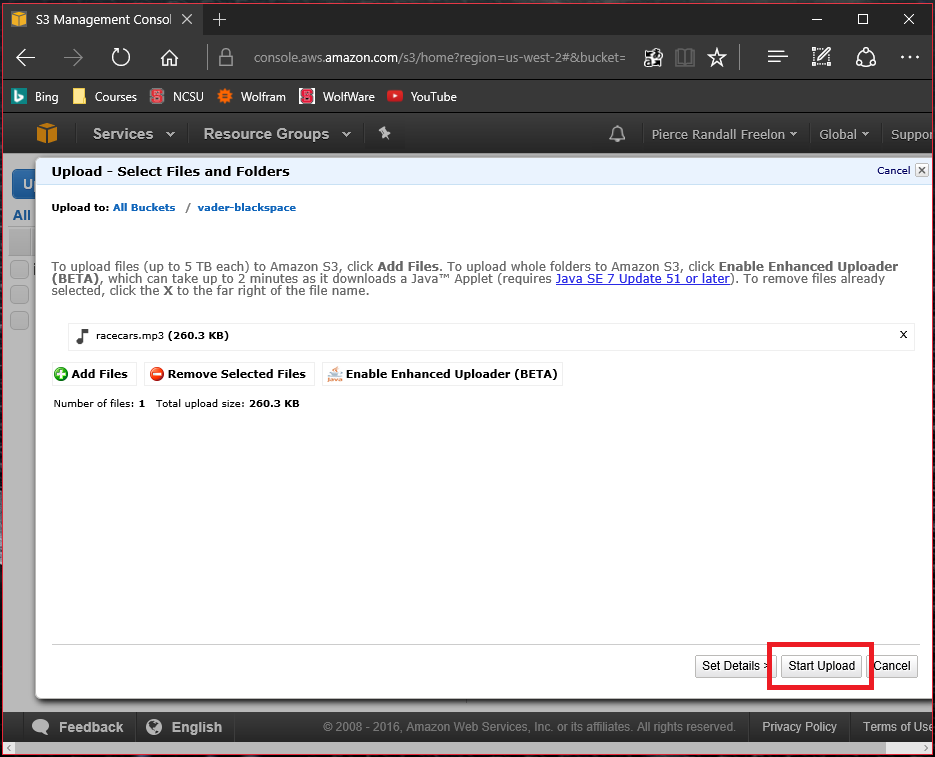 S3 Management Consol
console.aws.amazon.com/s3/home?region=us-west-2#&bucket=
Bing Courses NCSU Wolfram WolfWare YouTube
Services Resource Groups Pierce Randall Freelon Global Suppor
Upload - Select Files and Folders Cancel
Upload to: All Buckets / vader-blackspace
All
To upload files (up to 5 TB each) to Amazon S3, click Add Files. To upload whole folders to Amazon S3, click Enable Enhanced Uploader
(BETA), which can take up to 2 minutes as it downloads a Java™ Applet (requires Java SE 7 Update 51 or later). To remove files already
selected, click the X to the far right of the file name.
racecars.mp3 (260.3 KB) X
Add Files Remove Selected Files Enable Enhanced Uploader (BETA)
Number of files: 1 Total upload size: 260.3 KB
Set Details > Start Upload Cancel
Feedback English © 2008 - 2016, Amazon Web Services, Inc. or its affiliates. All rights reserved. Privacy Policy Terms of Use